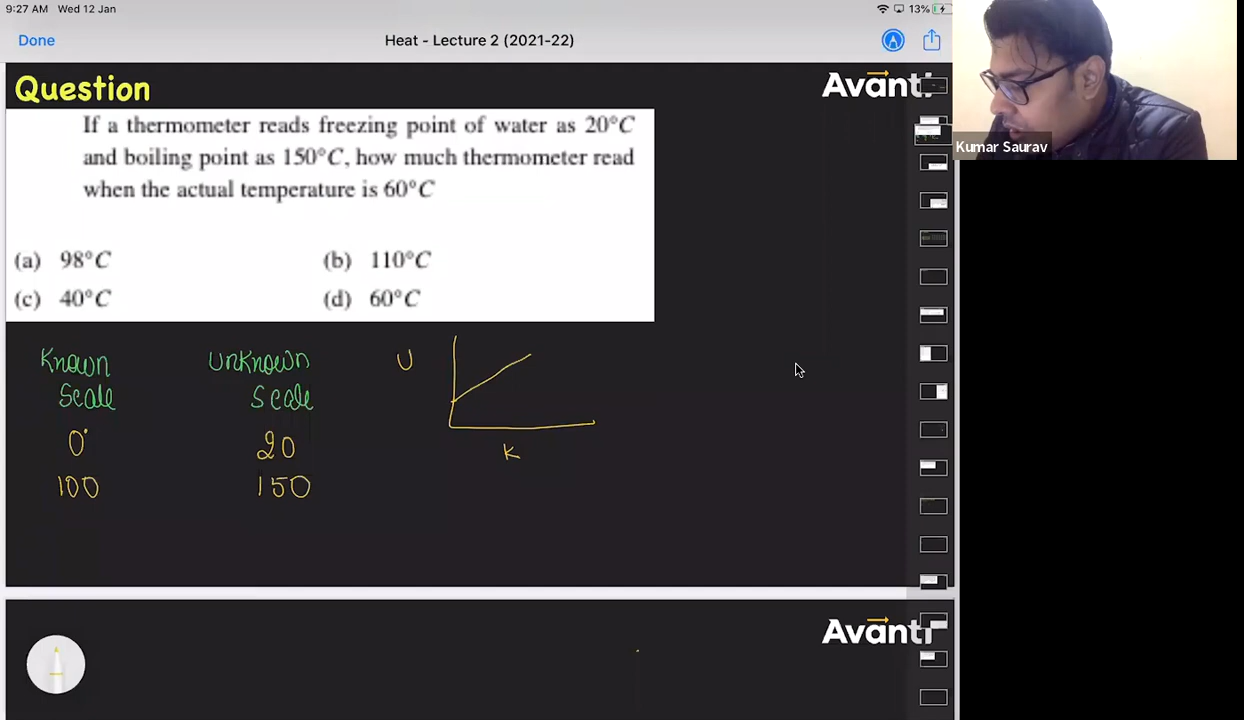 9:27 AM Wed 12 Jan
13%
Done
Heat - Lecture 2 (2021-22)
Question
Avanti
If a thermometer reads freezing point of water as 20°C
and boiling point as 150°C, how much thermometer read
when the actual temperature is 60°C
(a) 98°C (b) 110°C
(c) 40°C (d) 60°C
Kumar Saurav
Known Unknown
Scale Scale
0° 20
100 150
U
K
Avanti